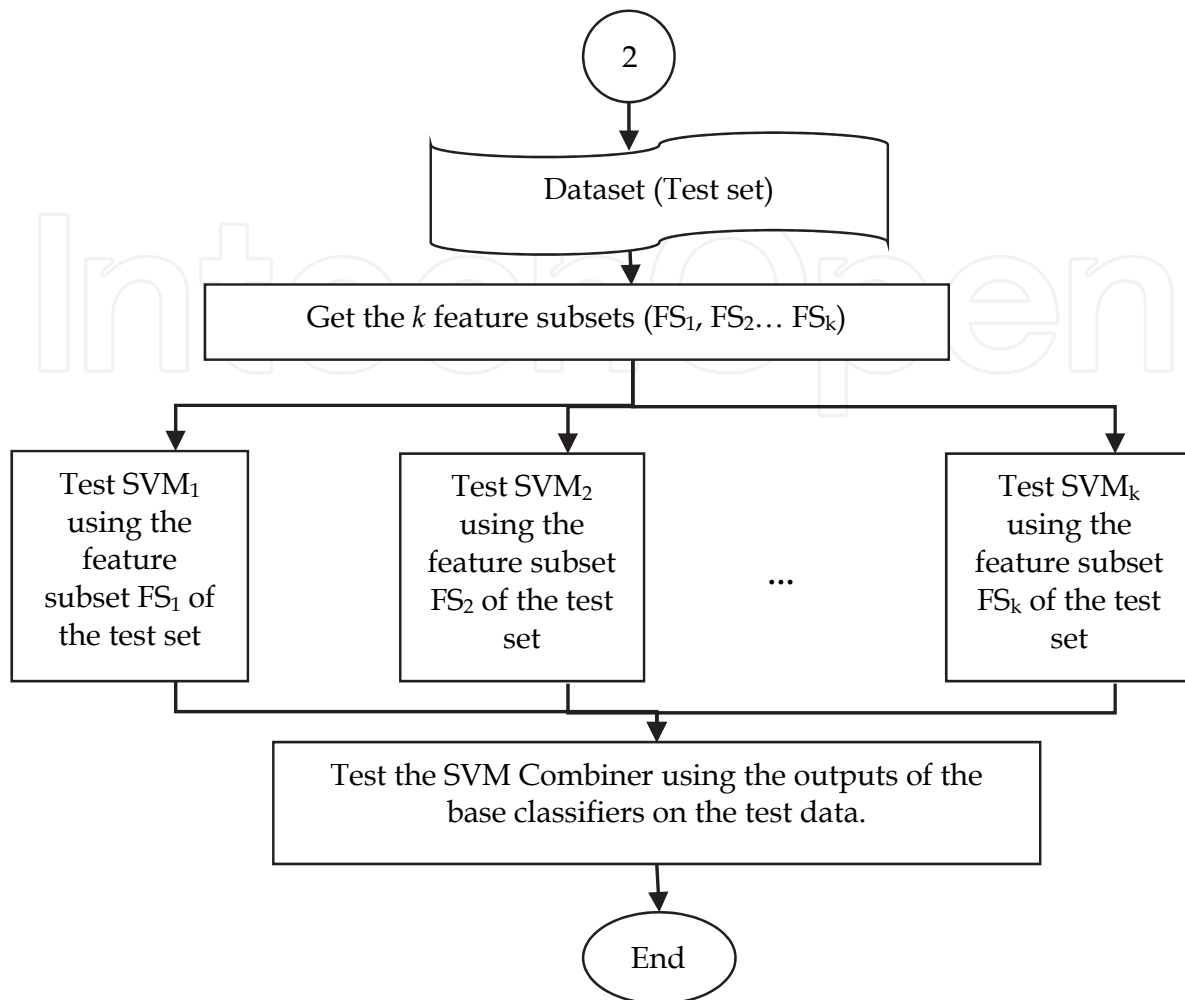 2
Dataset (Test set)
IntechOpen
Get the k feature subsets (FS₁, FS₂… FSₖ)
Test SVM₁
using the
feature
subset FS₁ of
the test set
Test SVM₂
using the
feature subset
FS₂ of the test
set
...
Test SVMₖ
using the
feature subset
FSₖ of the test
set
Test the SVM Combiner using the outputs of the
base classifiers on the test data.
End